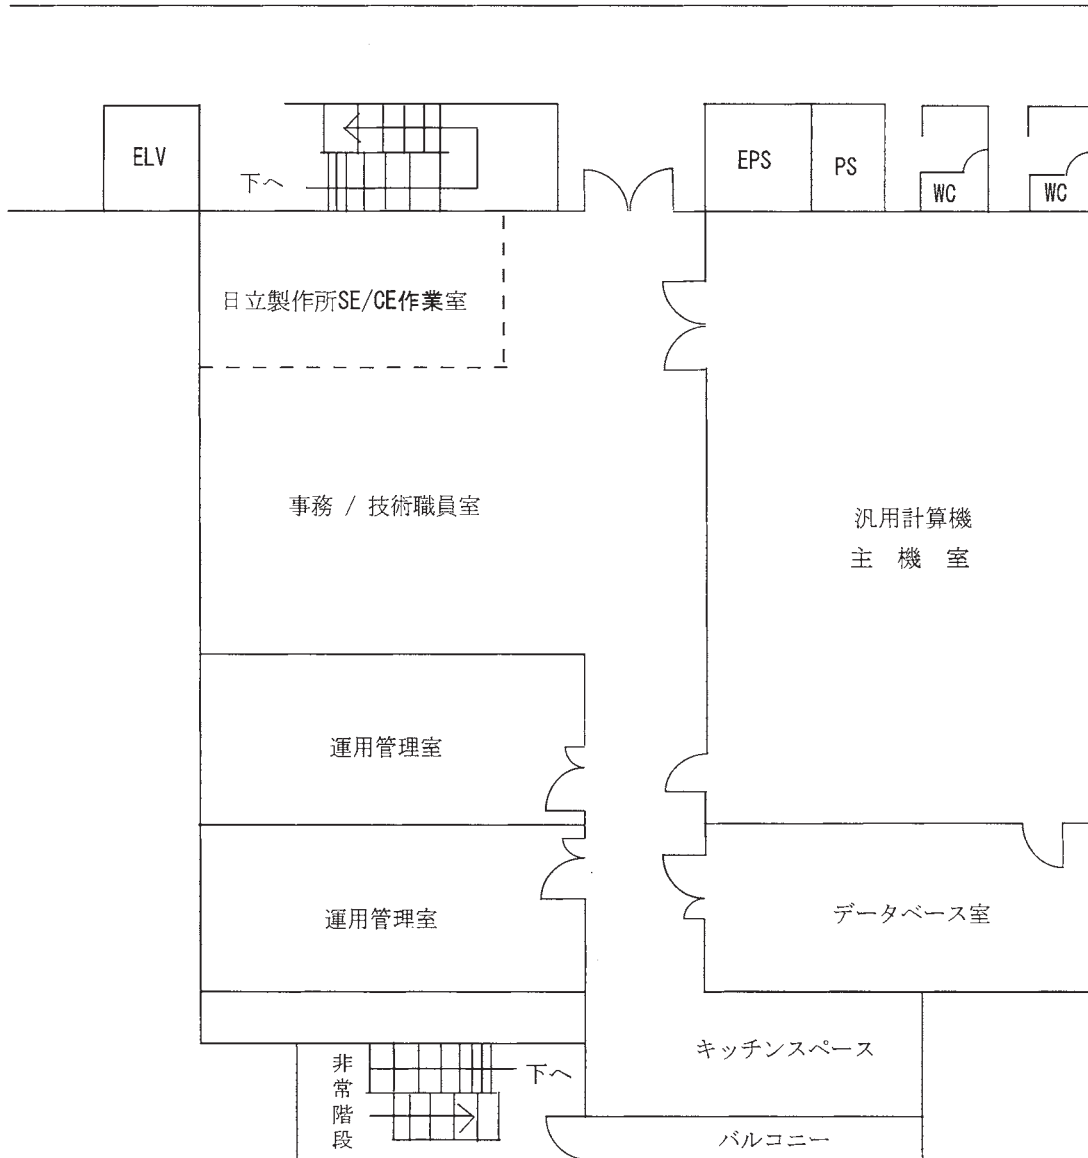 ELV
下へ
EPS
PS
WC
WC
日立製作所SE/CE作業室
事務 / 技術職員室
汎用計算機
主 機 室
運用管理室
運用管理室
データベース室
キッチンスペース
非常階段
下へ
バルコニー